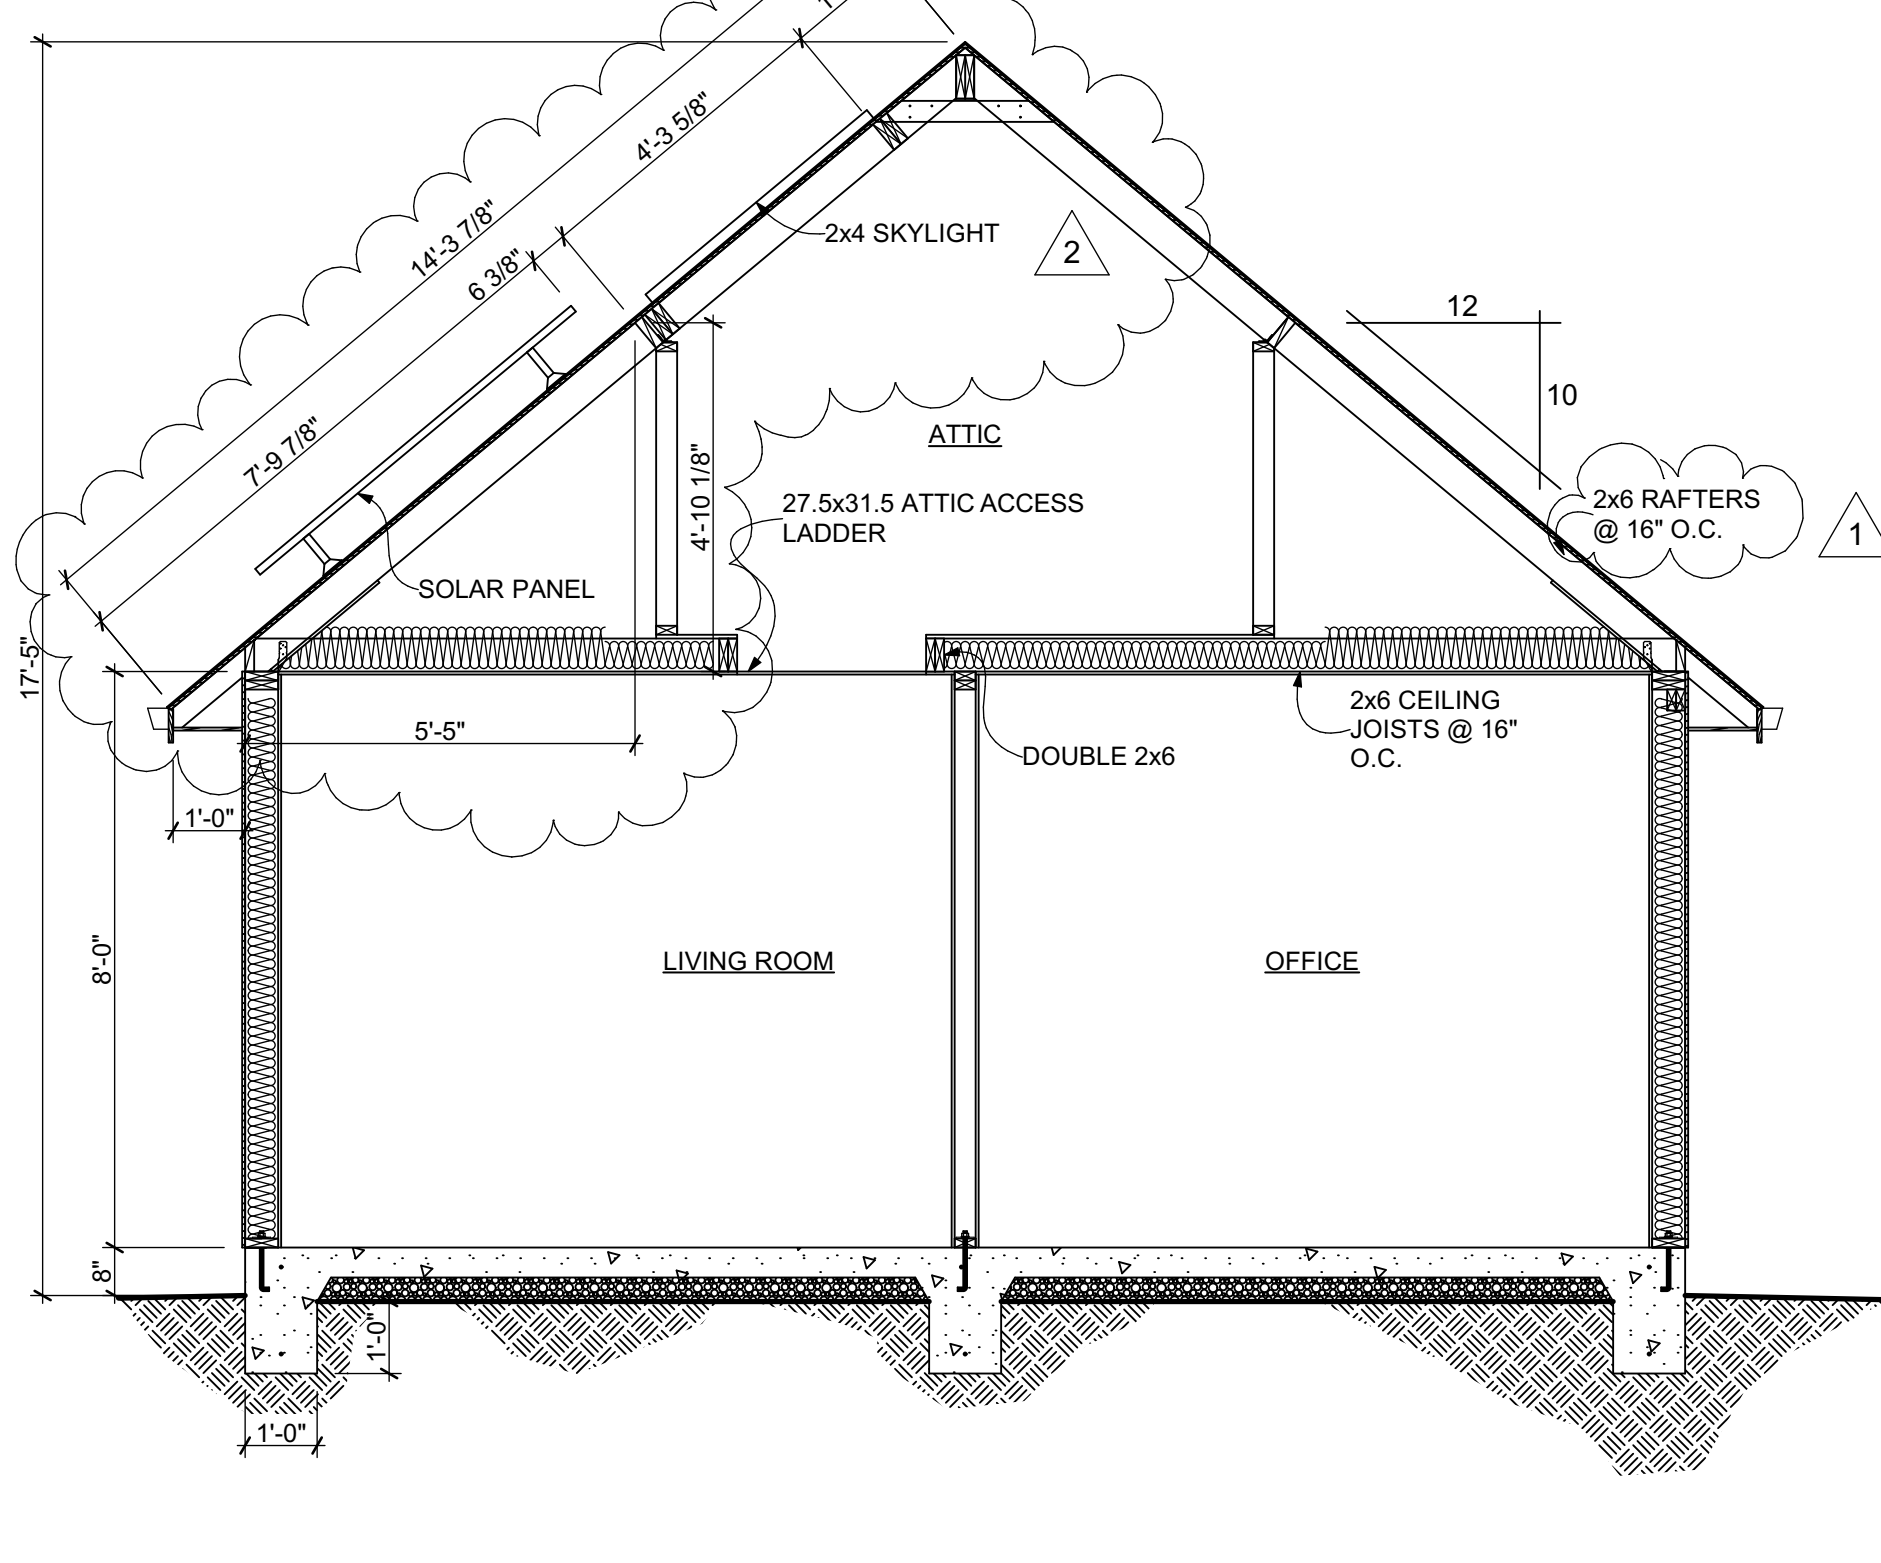 4'-3 5/8"
14'-3 7/8"
6 3/8"
7'-9 7/8"
2x4 SKYLIGHT
2
12
10
ATTIC
27.5x31.5 ATTIC ACCESS
LADDER
4'-10 1/8"
2x6 RAFTERS
@ 16" O.C.
1
SOLAR PANEL
17'-5"
5'-5"
2x6 CEILING
JOISTS @ 16"
O.C.
DOUBLE 2x6
1'-0"
8'-0"
LIVING ROOM
OFFICE
8"
1'-0"
1'-0"